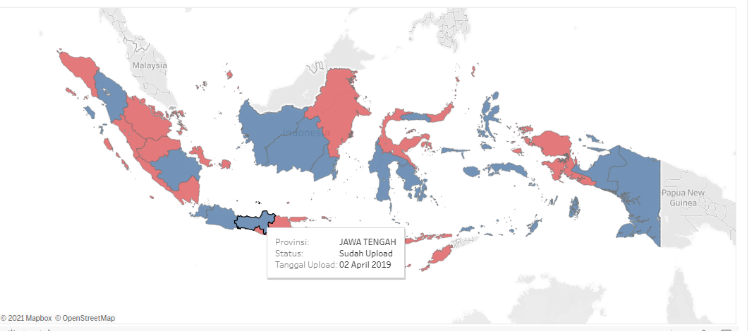 Malaysia
Indonesia
Papua New
Guinea
Provinsi: JAWA TENGAH
Status: Sudah Upload
Tanggal Upload: 02 April 2019
© 2021 Mapbox © OpenStreetMap